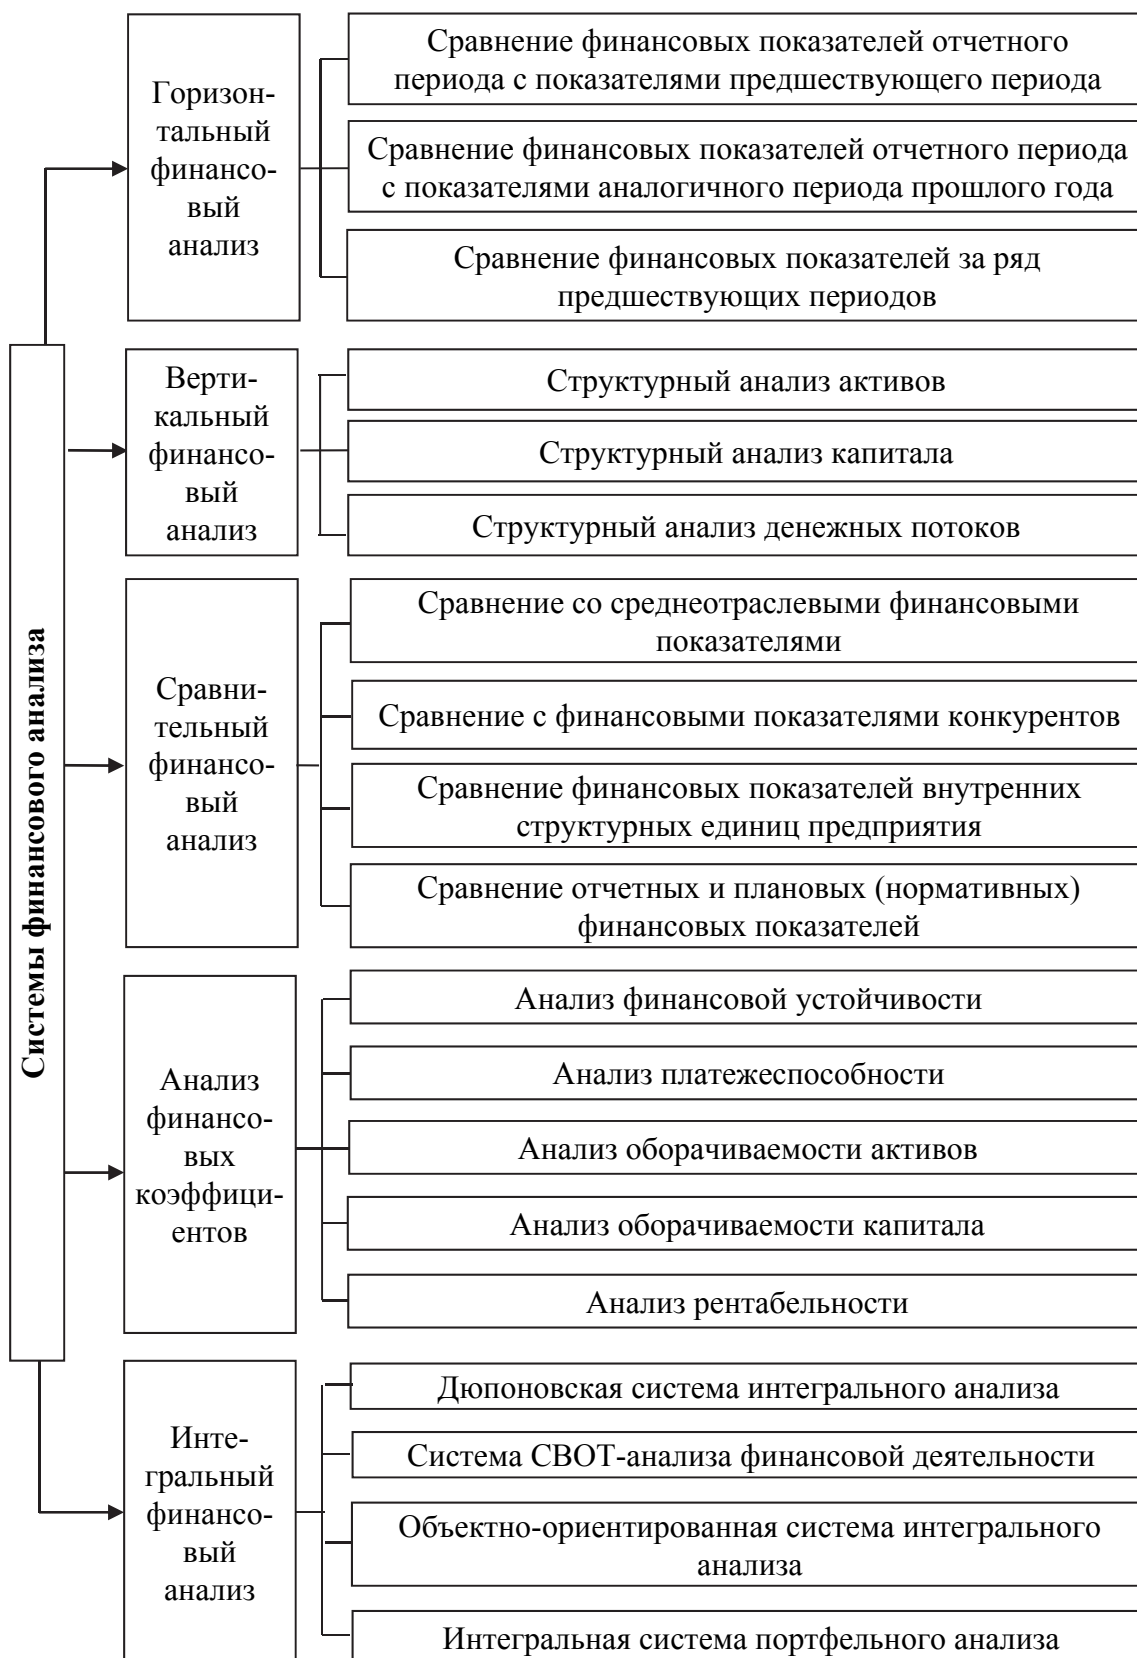 Системы финансового анализа
Горизон-
тальный
финансо-
вый
анализ
Сравнение финансовых показателей отчетного
периода с показателями предшествующего периода
Сравнение финансовых показателей отчетного периода
с показателями аналогичного периода прошлого года
Сравнение финансовых показателей за ряд
предшествующих периодов
Верти-
кальный
финансо-
вый
анализ
Структурный анализ активов
Структурный анализ капитала
Структурный анализ денежных потоков
Сравни-
тельный
финансо-
вый
анализ
Сравнение со среднеотраслевыми финансовыми
показателями
Сравнение с финансовыми показателями конкурентов
Сравнение финансовых показателей внутренних
структурных единиц предприятия
Сравнение отчетных и плановых (нормативных)
финансовых показателей
Анализ
финансо-
вых
коэффици-
ентов
Анализ финансовой устойчивости
Анализ платежеспособности
Анализ оборачиваемости активов
Анализ оборачиваемости капитала
Анализ рентабельности
Инте-
гральный
финансо-
вый
анализ
Дюпоновская система интегрального анализа
Система СВОТ-анализа финансовой деятельности
Объектно-ориентированная система интегрального
анализа
Интегральная система портфельного анализа